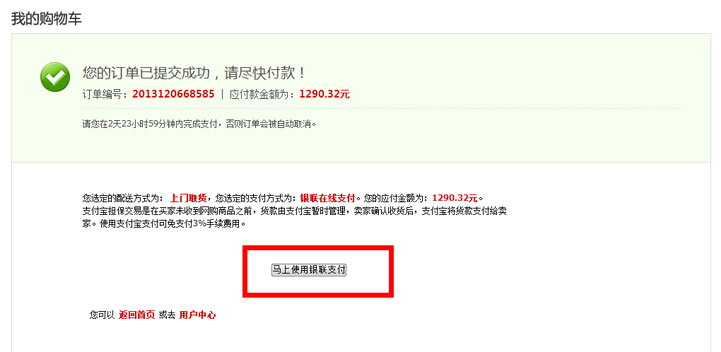 我的购物车
您的订单已提交成功，请尽快付款！
订单编号：2013120668585 | 应付款金额为：1290.32元
请您在2天23小时59分钟内完成支付，否则订单会被自动取消。
您选定的配送方式为： 上门取货，您选定的支付方式为：银联在线支付。您的应付金额为：1290.32元。
支付宝担保交易是在买家未收到网购商品之前，货款由支付宝暂时管理，卖家确认收货后，支付宝将货款支付给卖
家。使用支付宝支付可免支付3%手续费用。
马上使用银联支付
您可以 返回首页 或去 用户中心